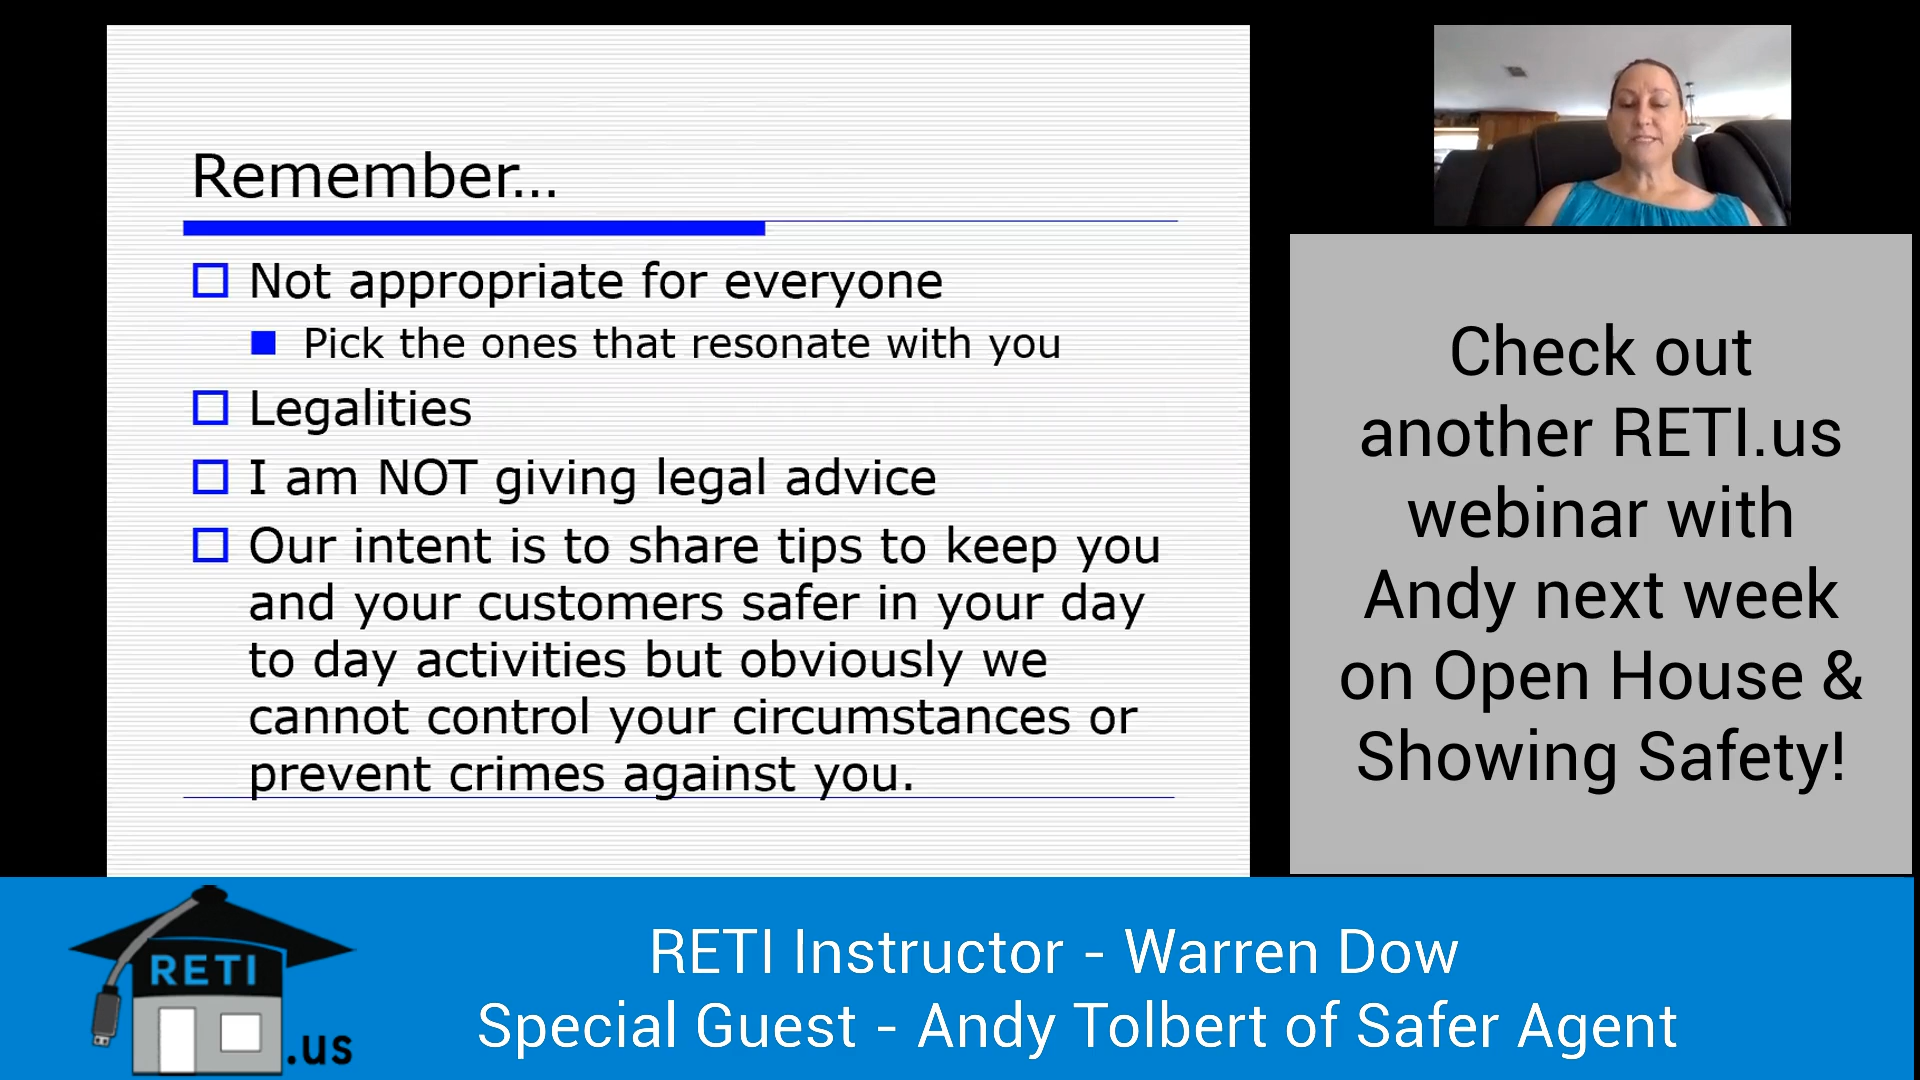 Remember…
Not appropriate for everyone
Pick the ones that resonate with you
Legalities
I am NOT giving legal advice
Our intent is to share tips to keep you
and your customers safer in your day
to day activities but obviously we
cannot control your circumstances or
prevent crimes against you.
Check out
another RETI.us
webinar with
Andy next week
on Open House &
Showing Safety!
RETI
.us
RETI Instructor - Warren Dow
Special Guest - Andy Tolbert of Safer Agent